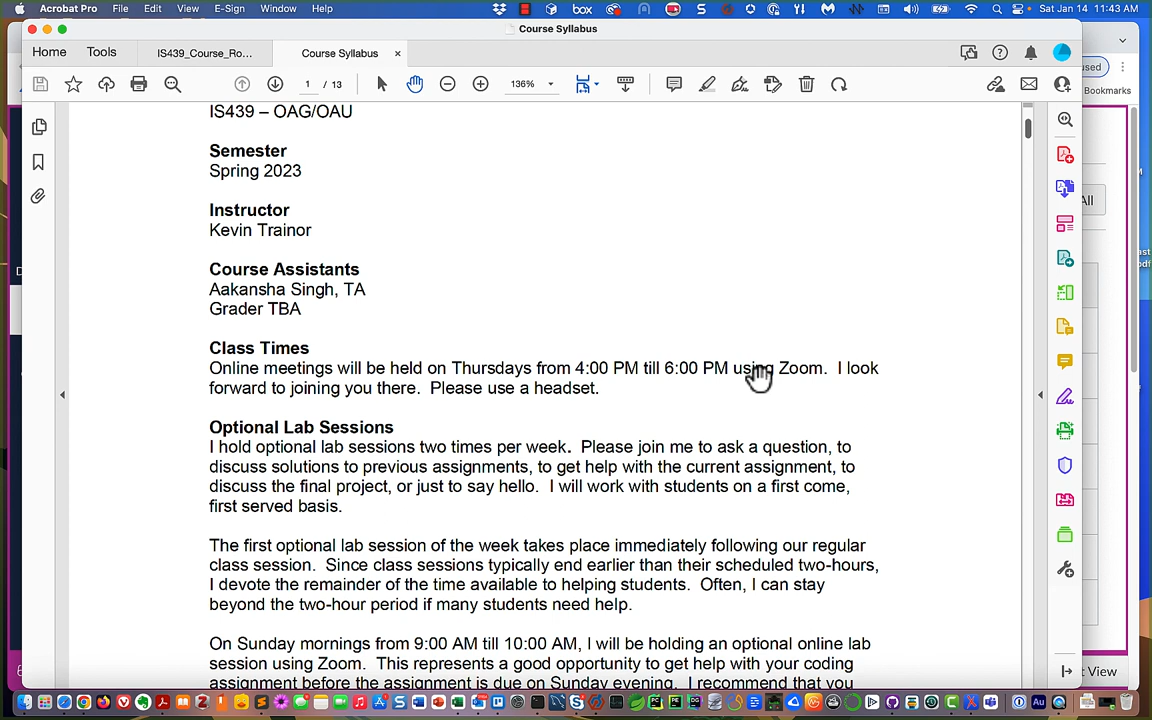 Acrobat Pro File Edit View E-Sign Window Help box Sat Jan 14 11:43 AM
Course Syllabus
Home Tools IS439_Course_Ro... Course Syllabus ×
1 / 13 136%
Bookmarks
IS439 – OAG/OAU
Semester
Spring 2023
Instructor
Kevin Trainor
Course Assistants
Aakansha Singh, TA
Grader TBA
Class Times
Online meetings will be held on Thursdays from 4:00 PM till 6:00 PM using Zoom. I look
forward to joining you there. Please use a headset.
Optional Lab Sessions
I hold optional lab sessions two times per week. Please join me to ask a question, to
discuss solutions to previous assignments, to get help with the current assignment, to
discuss the final project, or just to say hello. I will work with students on a first come,
first served basis.
The first optional lab session of the week takes place immediately following our regular
class session. Since class sessions typically end earlier than their scheduled two-hours,
I devote the remainder of the time available to helping students. Often, I can stay
beyond the two-hour period if many students need help.
On Sunday mornings from 9:00 AM till 10:00 AM, I will be holding an optional online lab
session using Zoom. This represents a good opportunity to get help with your coding
assignment before the assignment is due on Sunday evening. I recommend that you
t View